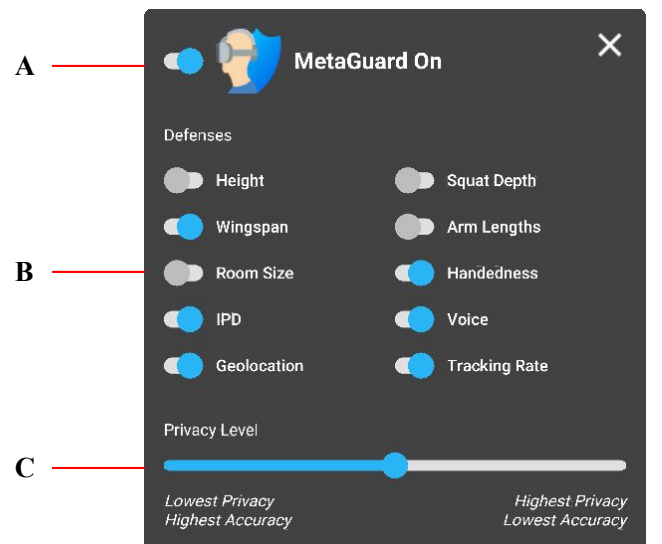 A
MetaGuard On
Defenses
Height
Squat Depth
Wingspan
Arm Lengths
B
Room Size
Handedness
IPD
Voice
Geolocation
Tracking Rate
Privacy Level
C
Lowest Privacy
Highest Accuracy
Highest Privacy
Lowest Accuracy